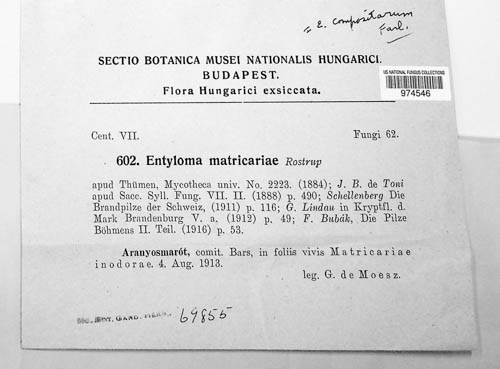 = E. compositarum
Farl.
SECTIO BOTANICA MUSEI NATIONALIS HUNGARICI.
BUDAPEST.
Flora Hungarici exsiccata.
US NATIONAL FUNGUS COLLECTIONS
974546
Cent. VII.
Fungi 62.
602. Entyloma matricariae Rostrup
apud Thümen, Mycotheca univ. No. 2223. (1884); J. B. de Toni
apud Sacc. Syll. Fung. VII. II. (1888) p. 490; Schellenberg Die
Brandpilze der Schweiz, (1911) p. 116; G. Lindau in Kryptfl. d.
Mark Brandenburg V. a. (1912) p. 49; F. Bubák, Die Pilze
Böhmens II. Teil. (1916) p. 53.
Aranyosmarót, comit. Bars, in foliis vivis Matricariae
inodorae. 4. Aug. 1913.
leg. G. de Moesz.
69855